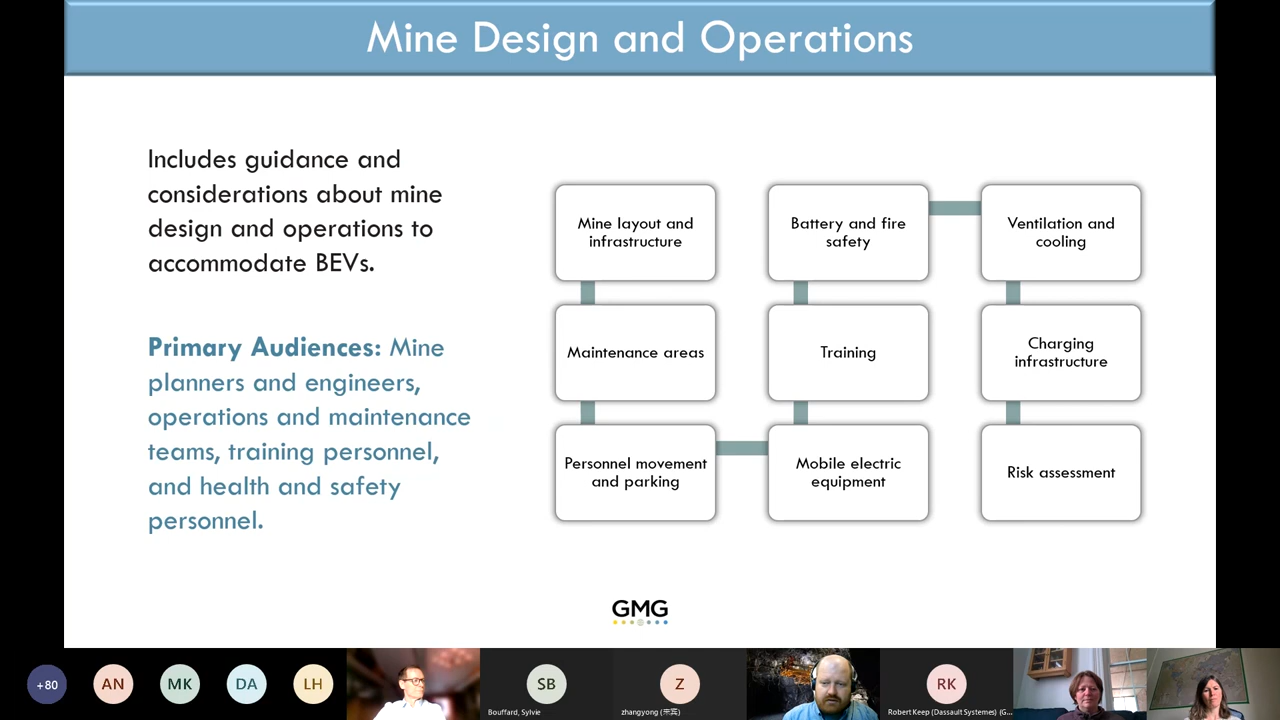 Mine Design and Operations
Includes guidance and
considerations about mine
design and operations to
accommodate BEVs.
Primary Audiences: Mine
planners and engineers,
operations and maintenance
teams, training personnel,
and health and safety
personnel.
Mine layout and
infrastructure
Maintenance areas
Personnel movement
and parking
Mobile electric
equipment
Training
Battery and fire
safety
Ventilation and
cooling
Charging
infrastructure
Risk assessment
GMG
+80
AN
MK
DA
LH
SB
Bouffard, Sylvie
Z
zhangyong (宋宾)
RK
Robert Keep (Dassault Systemes) (G...